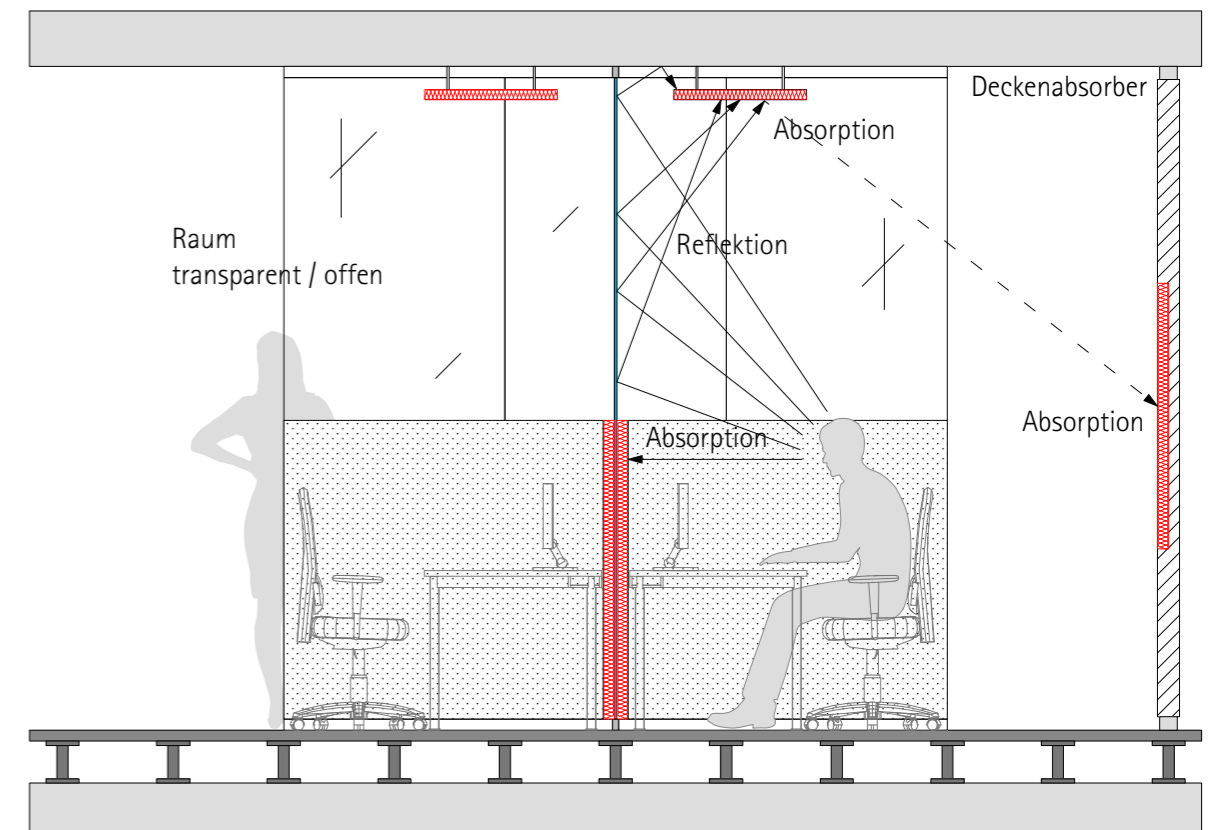 Deckenabsorber
Absorption
Raum
transparent / offen
Reflektion
Absorption
Absorption